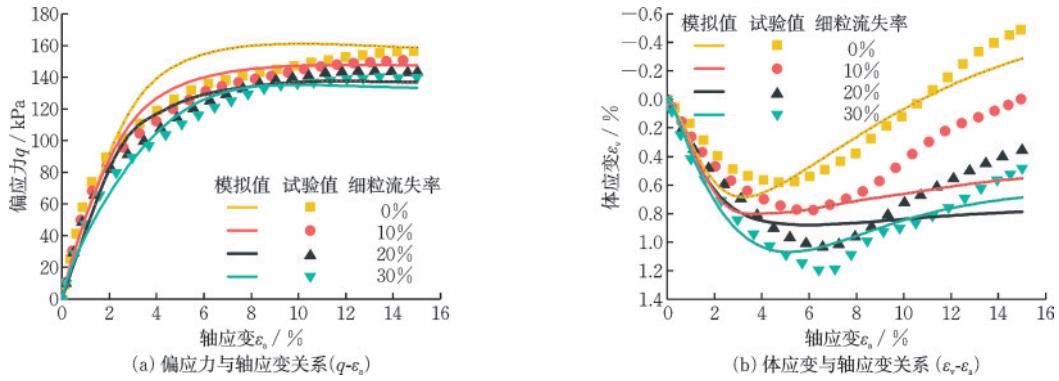 160
140
120
100
80
60
40
20
0
偏应力q / kPa
模拟值 试验值 细粒流失率
0%
10%
20%
30%
0 2 4 6 8 10 12 14 16
轴应变εa / %
(a) 偏应力与轴应变关系(q-εa)
−0.6
−0.4
−0.2
0.0
0.2
0.4
0.6
0.8
1.0
1.2
1.4
体应变εv / %
模拟值 试验值 细粒流失率
0%
10%
20%
30%
0 2 4 6 8 10 12 14 16
轴应变εa / %
(b) 体应变与轴应变关系 (εv-εa)